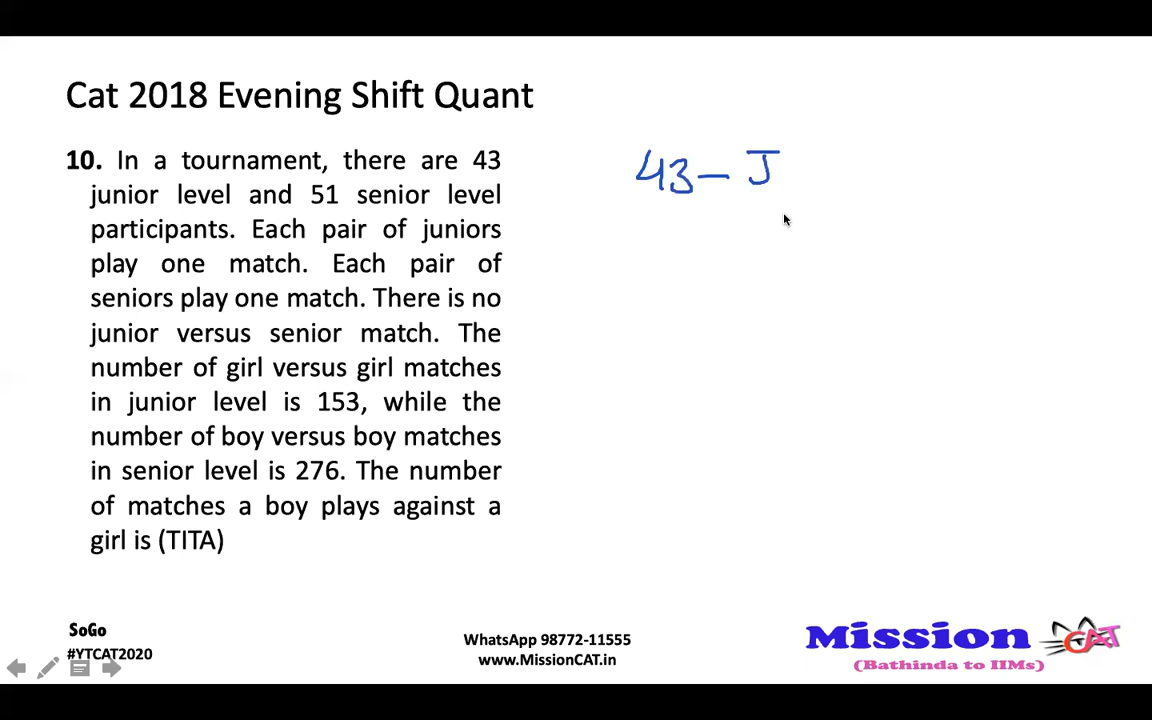 Cat 2018 Evening Shift Quant
10. In a tournament, there are 43
junior level and 51 senior level
participants. Each pair of juniors
play one match. Each pair of
seniors play one match. There is no
junior versus senior match. The
number of girl versus girl matches
in junior level is 153, while the
number of boy versus boy matches
in senior level is 276. The number
of matches a boy plays against a
girl is (TITA)
43 – J
SoGo
#YTCAT2020
WhatsApp 98772-11555
www.MissionCAT.in
Mission CAT
(Bathinda to IIMs)